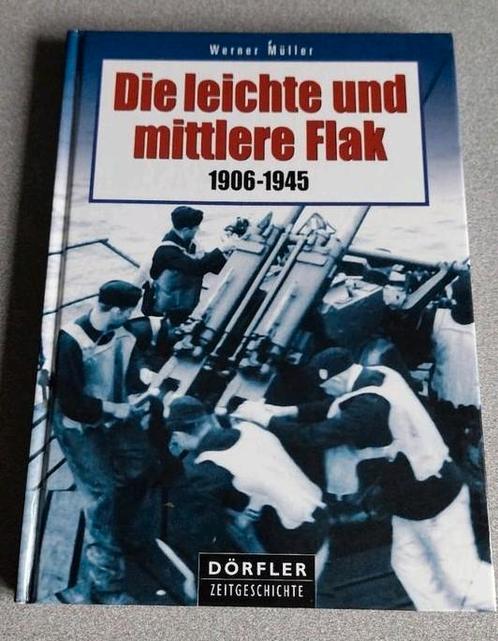 Werner Müller
Die leichte und
mittlere Flak
1906-1945
DÖRFLER
ZEITGESCHICHTE